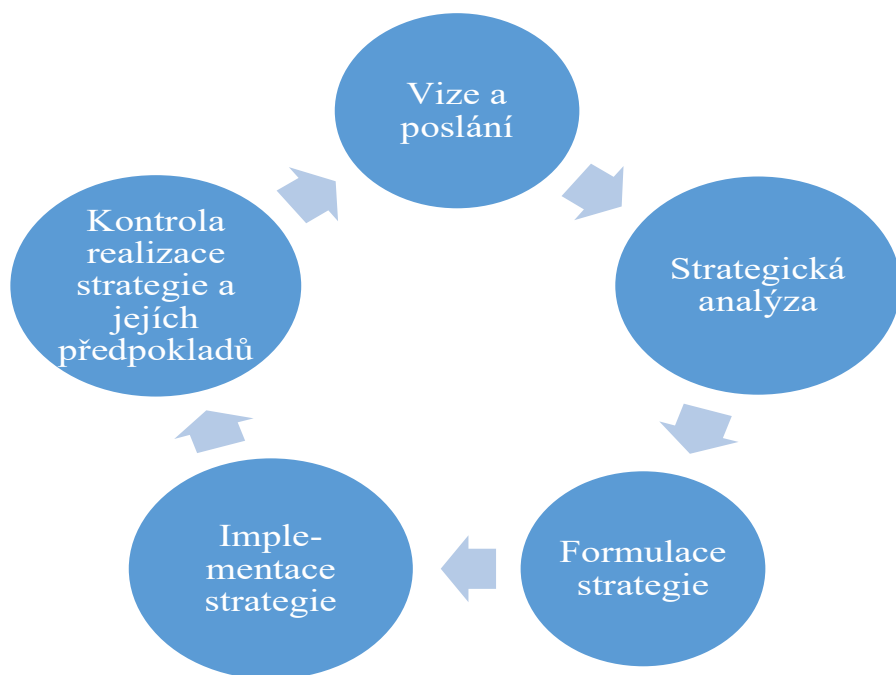 Vize a
poslání
Strategická
analýza
Formulace
strategie
Imple-
mentace
strategie
Kontrola
realizace
strategie a
jejích
předpokladů